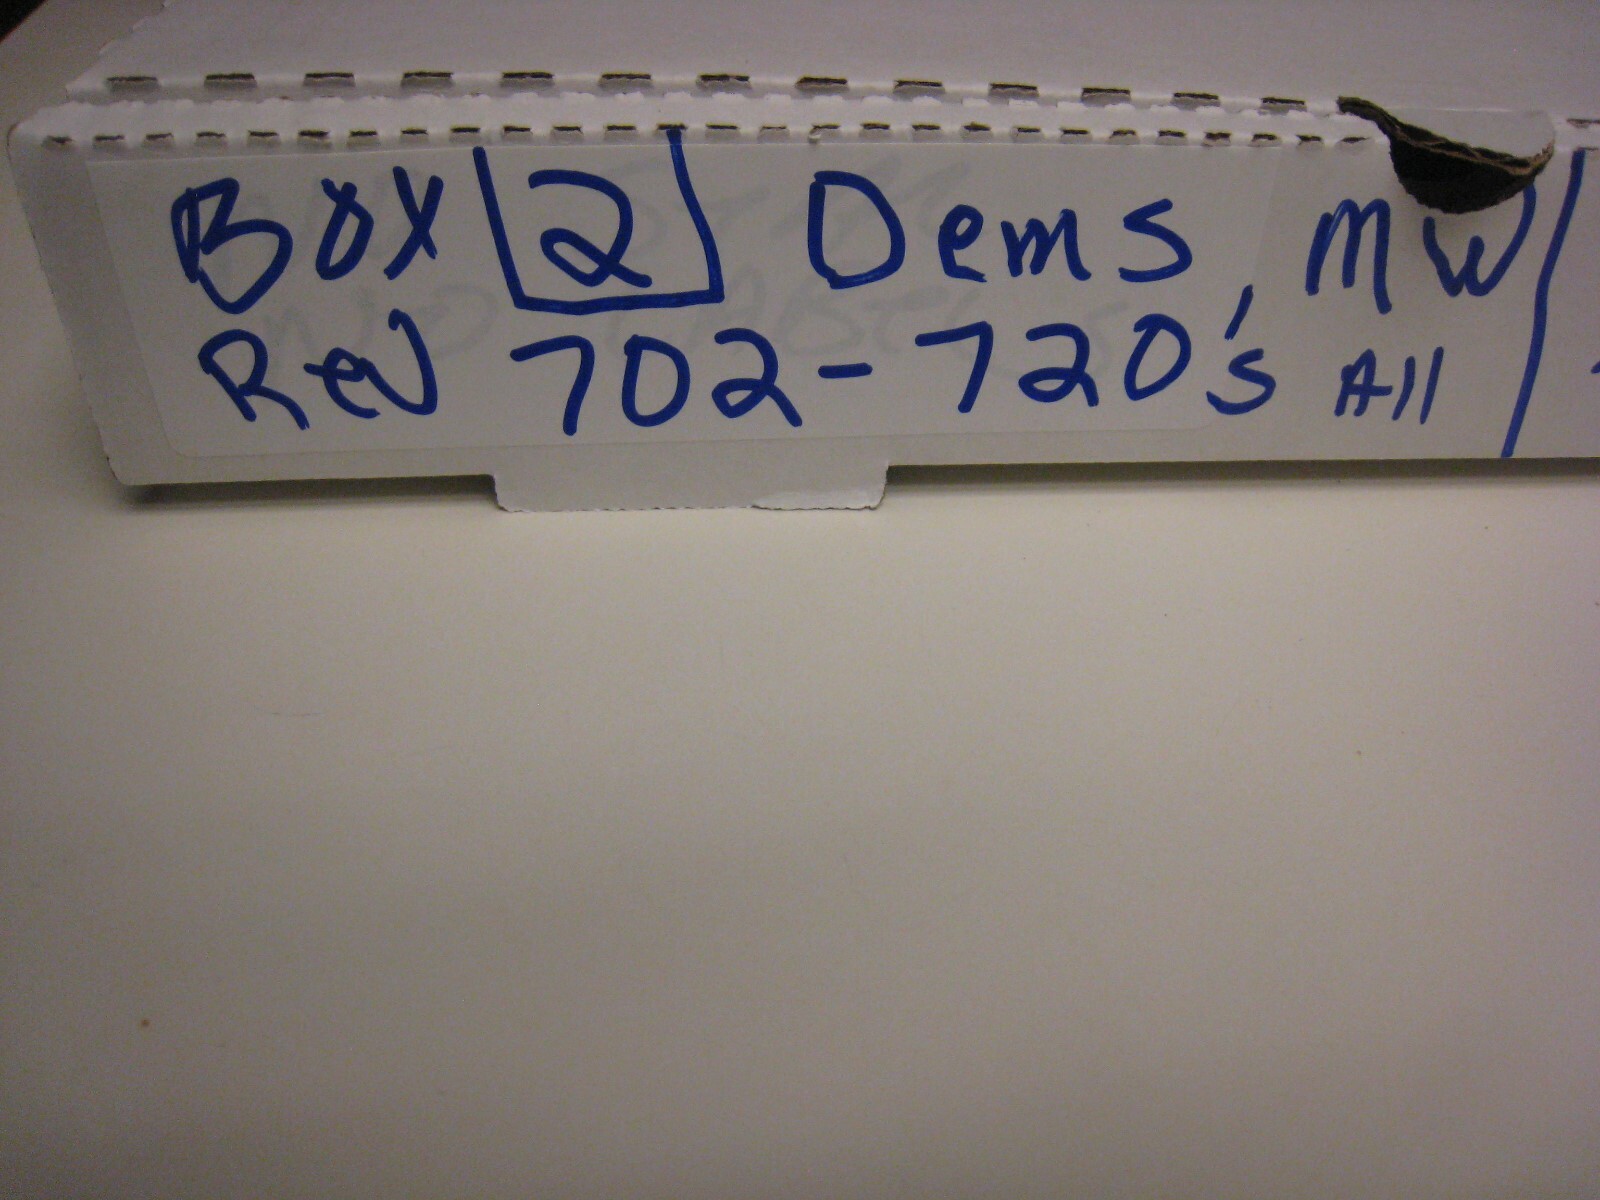 Box 2 Dems, MW
Rev 702-720's All